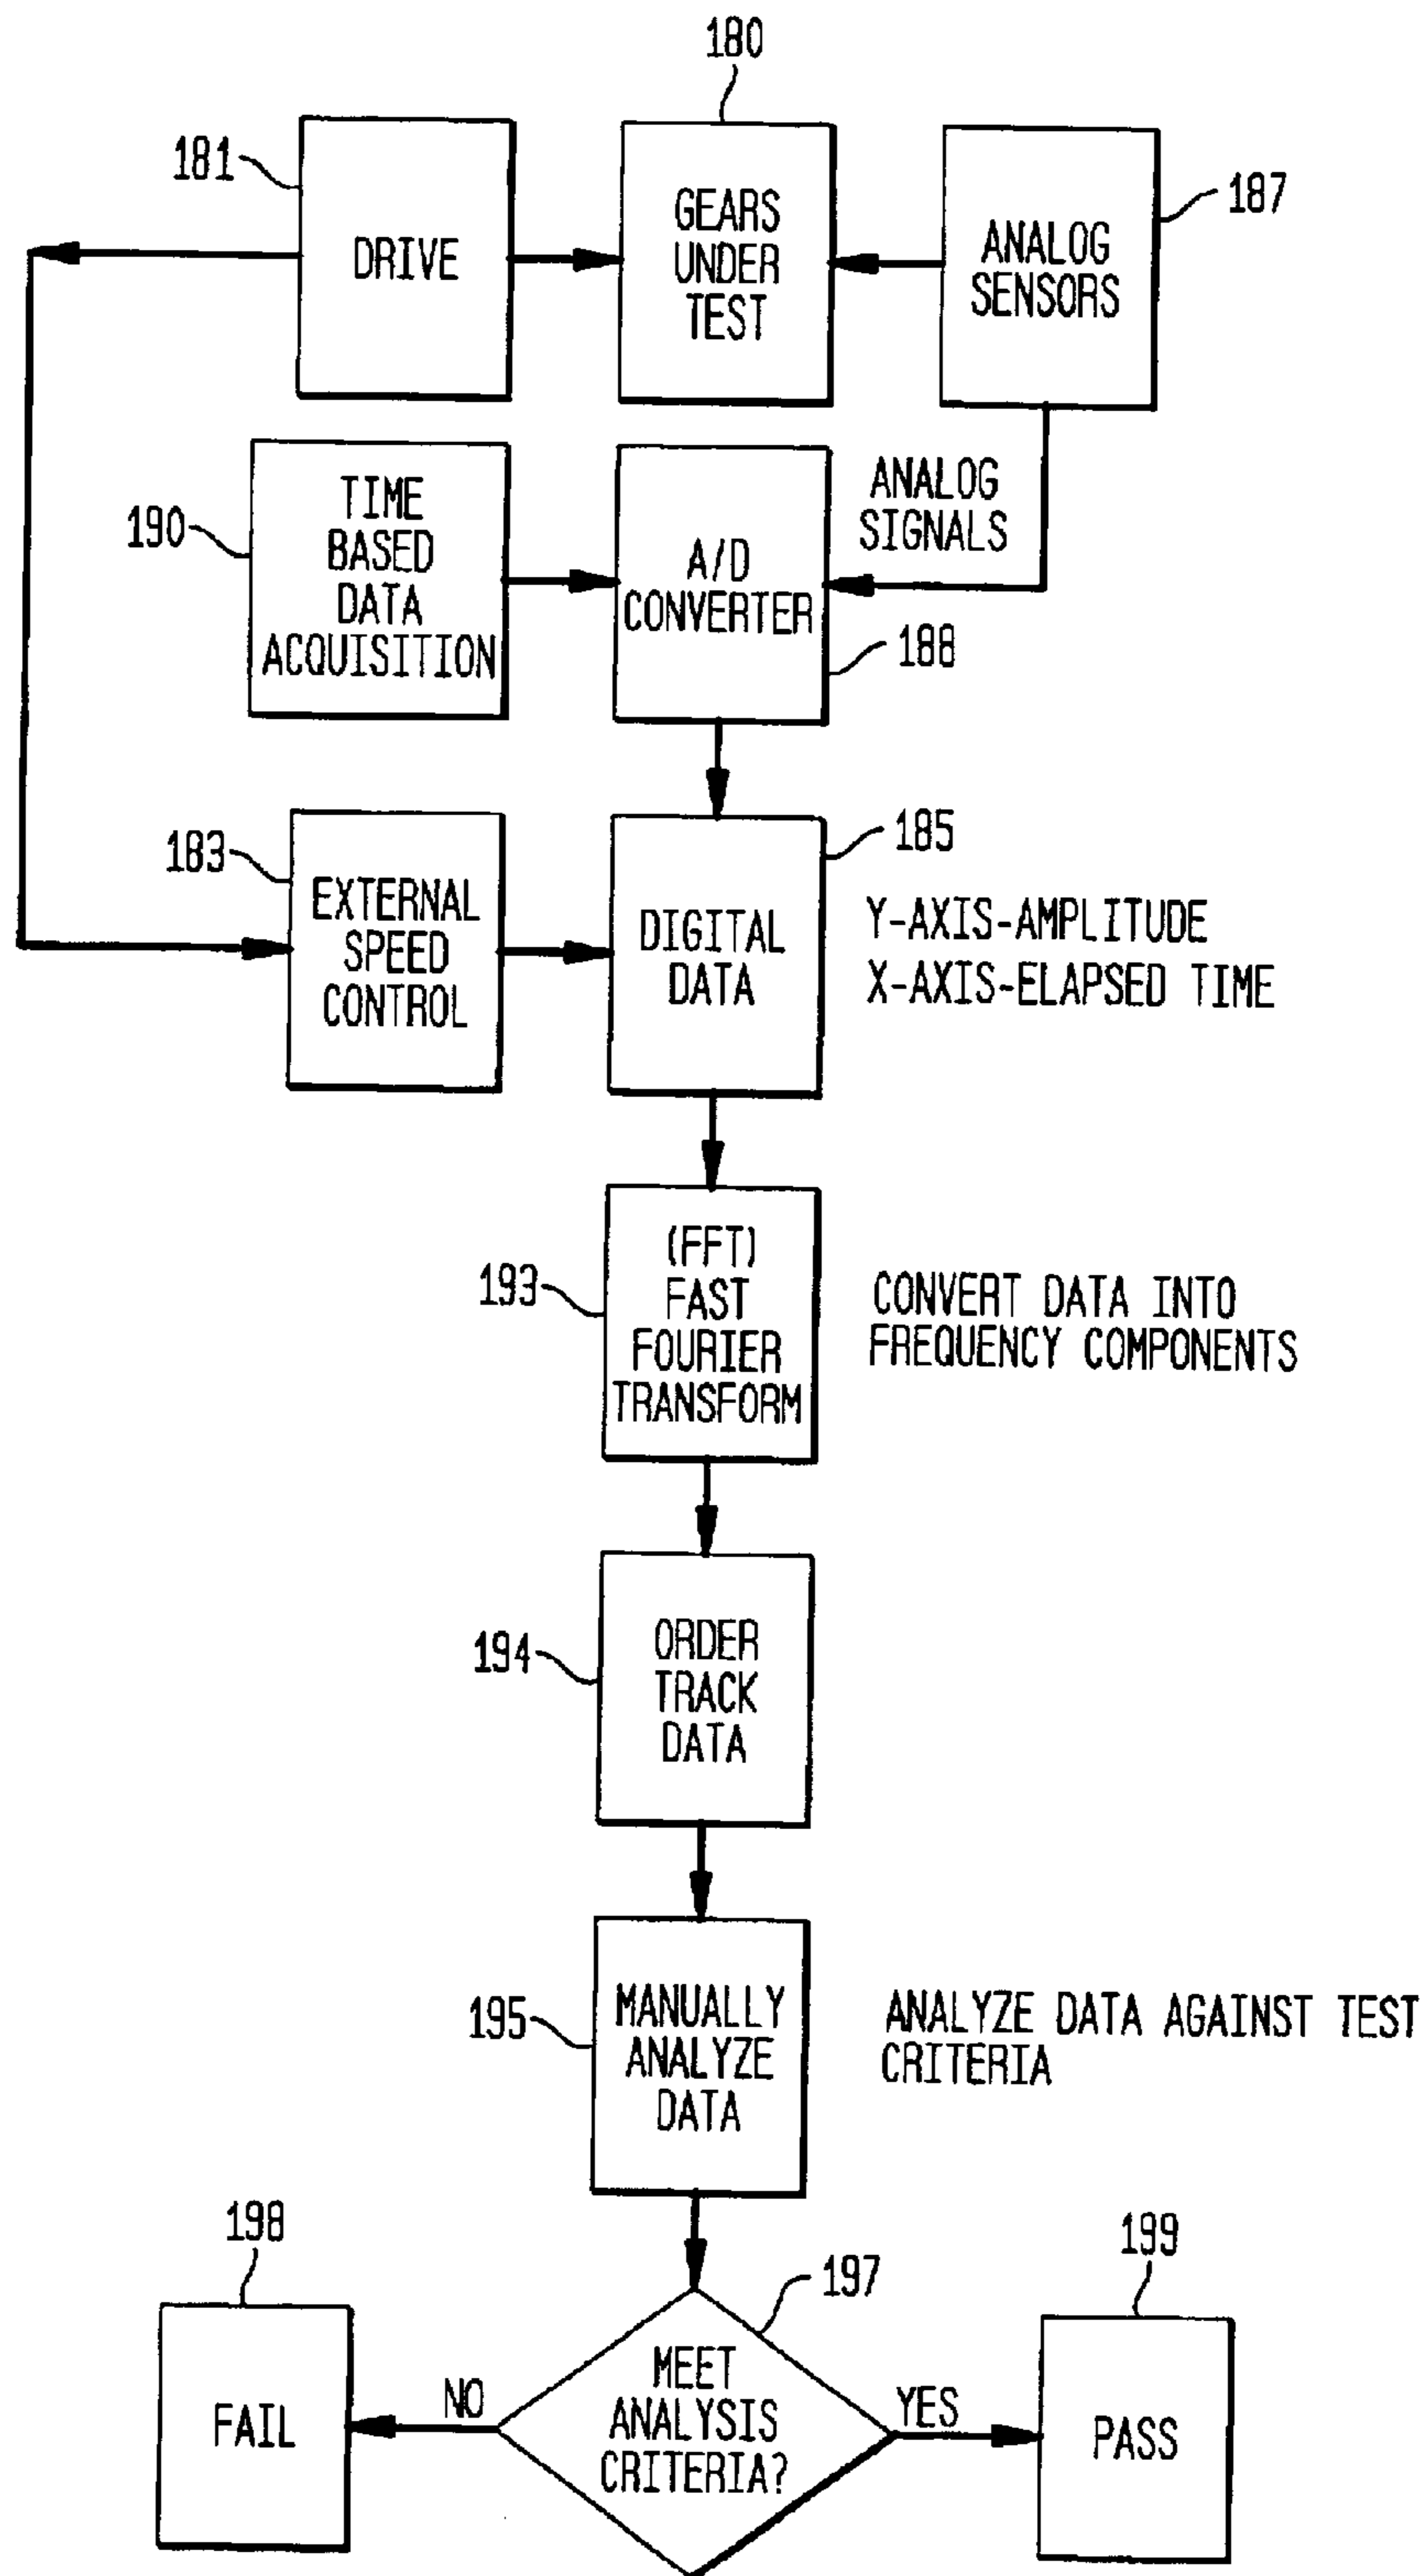 180
181
DRIVE
GEARS
UNDER
TEST
ANALOG
SENSORS
187
190
TIME
BASED
DATA
ACQUISITION
A/D
CONVERTER
ANALOG
SIGNALS
188
183
EXTERNAL
SPEED
CONTROL
DIGITAL
DATA
185
Y-AXIS-AMPLITUDE
X-AXIS-ELAPSED TIME
193
(FFT)
FAST
FOURIER
TRANSFORM
CONVERT DATA INTO
FREQUENCY COMPONENTS
194
ORDER
TRACK
DATA
195
MANUALLY
ANALYZE
DATA
ANALYZE DATA AGAINST TEST
CRITERIA
198
FAIL
NO
MEET
ANALYSIS
CRITERIA?
197
YES
199
PASS